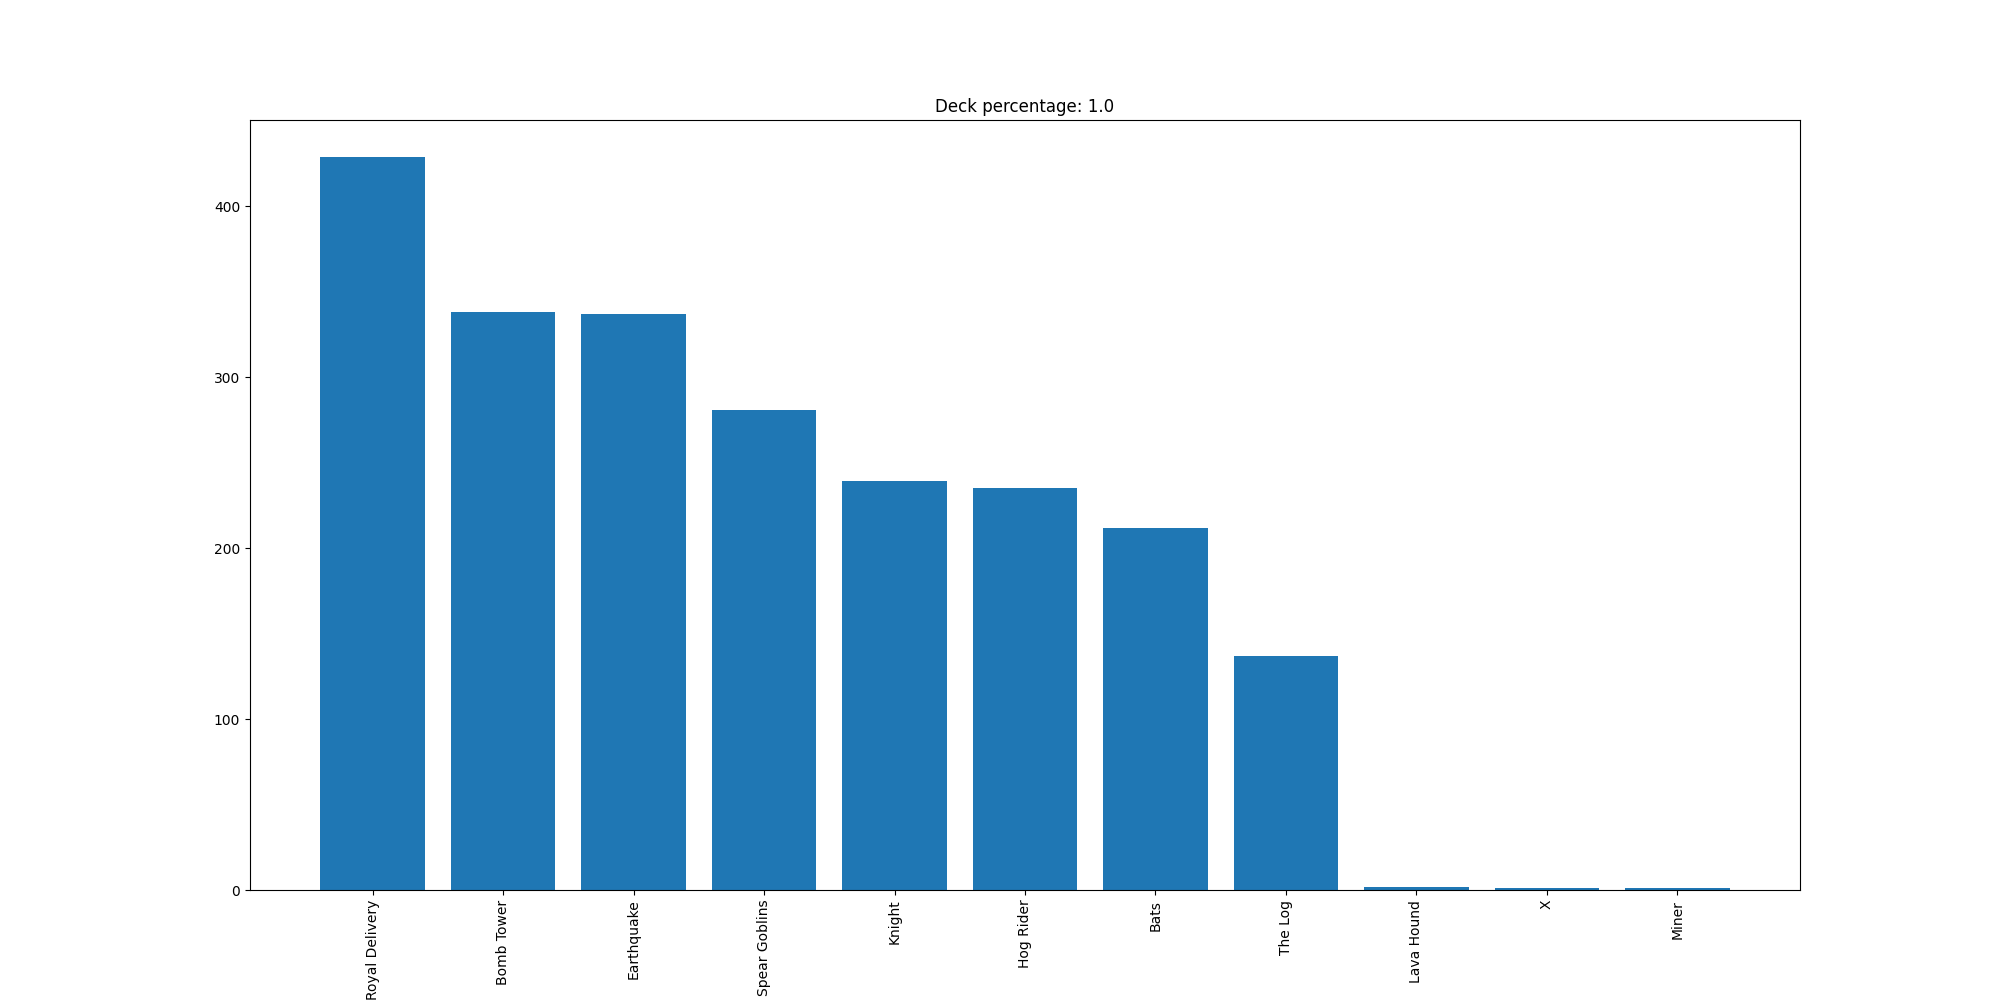 Deck percentage: 1.0
400
300
200
100
0
Royal Delivery
Bomb Tower
Earthquake
Spear Goblins
Knight
Hog Rider
Bats
The Log
Lava Hound
X
Miner